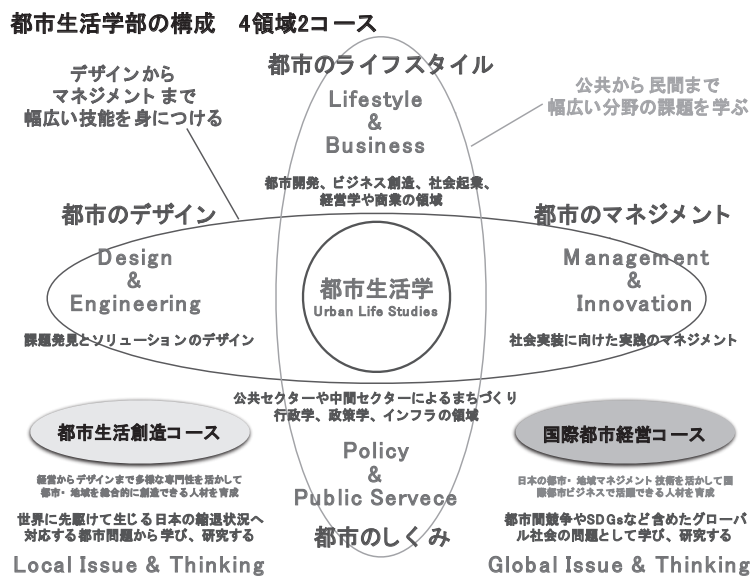 都市生活学部の構成　4領域2コース
デザインから
マネジメントまで
幅広い技能を身につける
都市のライフスタイル
Lifestyle
&
Business
都市開発、ビジネス創造、社会起業、
経営学や商業の領域
公共から民間まで
幅広い分野の課題を学ぶ
都市のデザイン
Design
&
Engineering
課題発見とソリューションのデザイン
都市生活学
Urban Life Studies
都市のマネジメント
Management
&
Innovation
社会実装に向けた実践のマネジメント
公共セクターや中間セクターによるまちづくり
行政学、政策学、インフラの領域
Policy
&
Public Servece
都市のしくみ
都市生活創造コース
経営からデザインまで多様な専門性を活かして
都市・地域を総合的に創造できる人材を育成
世界に先駆けて生じる日本の縮退状況へ
対応する都市問題から学び、研究する
Local Issue & Thinking
国際都市経営コース
日本の都市・地域マネジメント技術を活かして国
際都市ビジネスで活躍できる人材を育成
都市間競争やSDGsなど含めたグローバ
ル社会の問題として学び、研究する
Global Issue & Thinking